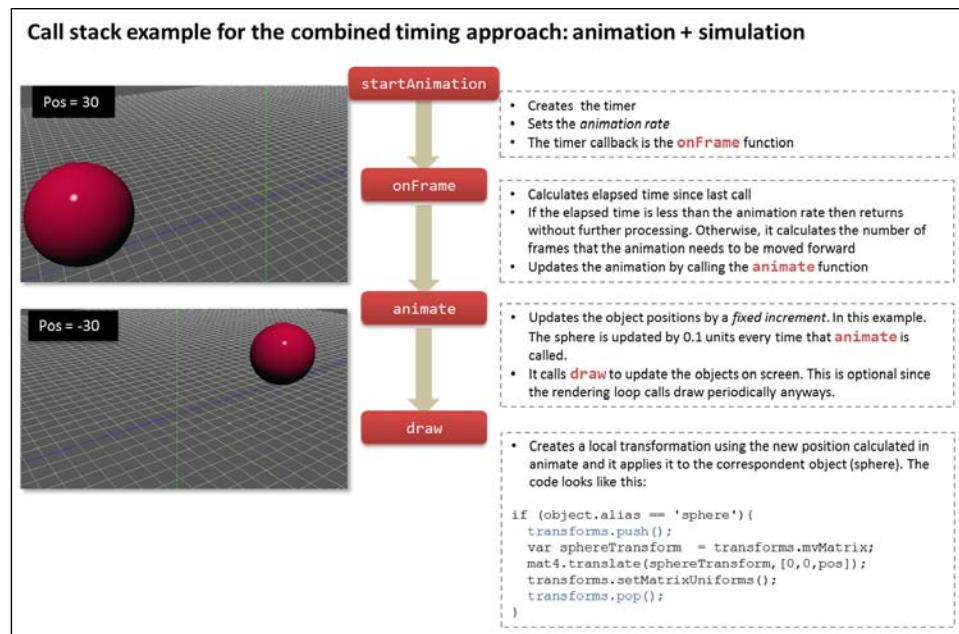 Call stack example for the combined timing approach: animation + simulation
Pos = 30
startAnimation
• Creates the timer
• Sets the animation rate
• The timer callback is the onFrame function
onFrame
• Calculates elapsed time since last call
• If the elapsed time is less than the animation rate then returns
without further processing. Otherwise, it calculates the number of
frames that the animation needs to be moved forward
• Updates the animation by calling the animate function
Pos = -30
animate
• Updates the object positions by a fixed increment. In this example.
The sphere is updated by 0.1 units every time that animate is
called.
• It calls draw to update the objects on screen. This is optional since
the rendering loop calls draw periodically anyways.
draw
• Creates a local transformation using the new position calculated in
animate and it applies it to the correspondent object (sphere). The
code looks like this:
if (object.alias == 'sphere'){
transforms.push();
var sphereTransform = transforms.mvMatrix;
mat4.translate(sphereTransform,[0,0,pos]);
transforms.setMatrixUniforms();
transforms.pop();
}